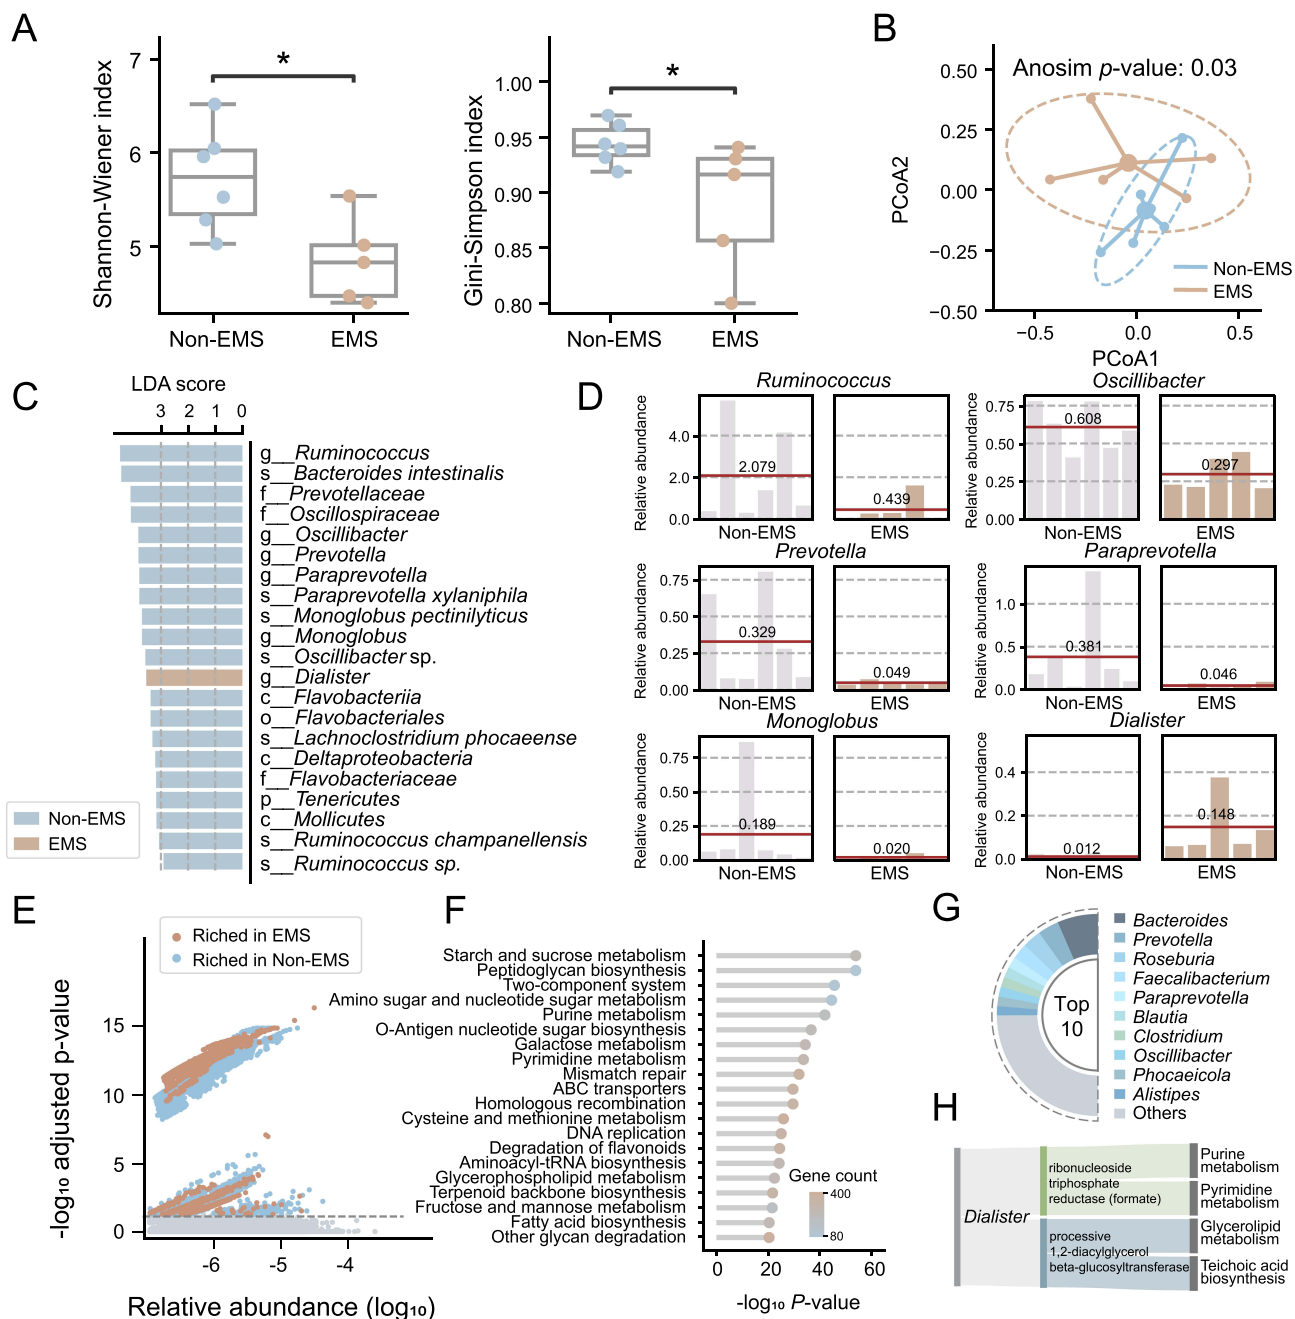 A
Shannon-Wiener index
7
6
5
*
Non-EMS
EMS
Gini-Simpson index
1.00
0.95
0.90
0.85
0.80
*
Non-EMS
EMS
B
PCoA2
0.50
0.25
0.00
−0.25
−0.50
Anosim p-value: 0.03
Non-EMS
EMS
−0.5
0.0
0.5
PCoA1
C
LDA score
3 2 1 0
g__Ruminococcus
s__Bacteroides intestinalis
f__Prevotellaceae
f__Oscillospiraceae
g__Oscillibacter
g__Prevotella
g__Paraprevotella
s__Paraprevotella xylaniphila
s__Monoglobus pectinilyticus
g__Monoglobus
s__Oscillibacter sp.
g__Dialister
c__Flavobacteriia
o__Flavobacteriales
s__Lachnoclostridium phocaeense
c__Deltaproteobacteria
f__Flavobacteriaceae
p__Tenericutes
c__Mollicutes
s__Ruminococcus champanellensis
s__Ruminococcus sp.
Non-EMS
EMS
D
Ruminococcus
Relative abundance
4.0
2.0
0.0
2.079
0.439
Non-EMS
EMS
Oscillibacter
Relative abundance
0.75
0.50
0.25
0.00
0.608
0.297
Non-EMS
EMS
Prevotella
Relative abundance
0.75
0.50
0.25
0.00
0.329
0.049
Non-EMS
EMS
Paraprevotella
Relative abundance
1.0
0.5
0.0
0.381
0.046
Non-EMS
EMS
Monoglobus
Relative abundance
0.75
0.50
0.25
0.00
0.189
0.020
Non-EMS
EMS
Dialister
Relative abundance
0.4
0.2
0.0
0.012
0.148
Non-EMS
EMS
E
Riched in EMS
Riched in Non-EMS
-log₁₀ adjusted p-value
15
10
5
0
-6
-5
-4
Relative abundance (log₁₀)
F
Starch and sucrose metabolism
Peptidoglycan biosynthesis
Two-component system
Amino sugar and nucleotide sugar metabolism
Purine metabolism
O-Antigen nucleotide sugar biosynthesis
Galactose metabolism
Pyrimidine metabolism
Mismatch repair
ABC transporters
Homologous recombination
Cysteine and methionine metabolism
DNA replication
Degradation of flavonoids
Aminoacyl-tRNA biosynthesis
Glycerophospholipid metabolism
Terpenoid backbone biosynthesis
Fructose and mannose metabolism
Fatty acid biosynthesis
Other glycan degradation
Gene count
400
80
0
20
40
60
-log₁₀ P-value
G
Top
10
Bacteroides
Prevotella
Roseburia
Faecalibacterium
Paraprevotella
Blautia
Clostridium
Oscillibacter
Phocaeicola
Alistipes
Others
H
Dialister
ribonucleoside
triphosphate
reductase (formate)
processive
1,2-diacylglycerol
beta-glucosyltransferase
Purine
metabolism
Pyrimidine
metabolism
Glycerolipid
metabolism
Teichoic acid
biosynthesis